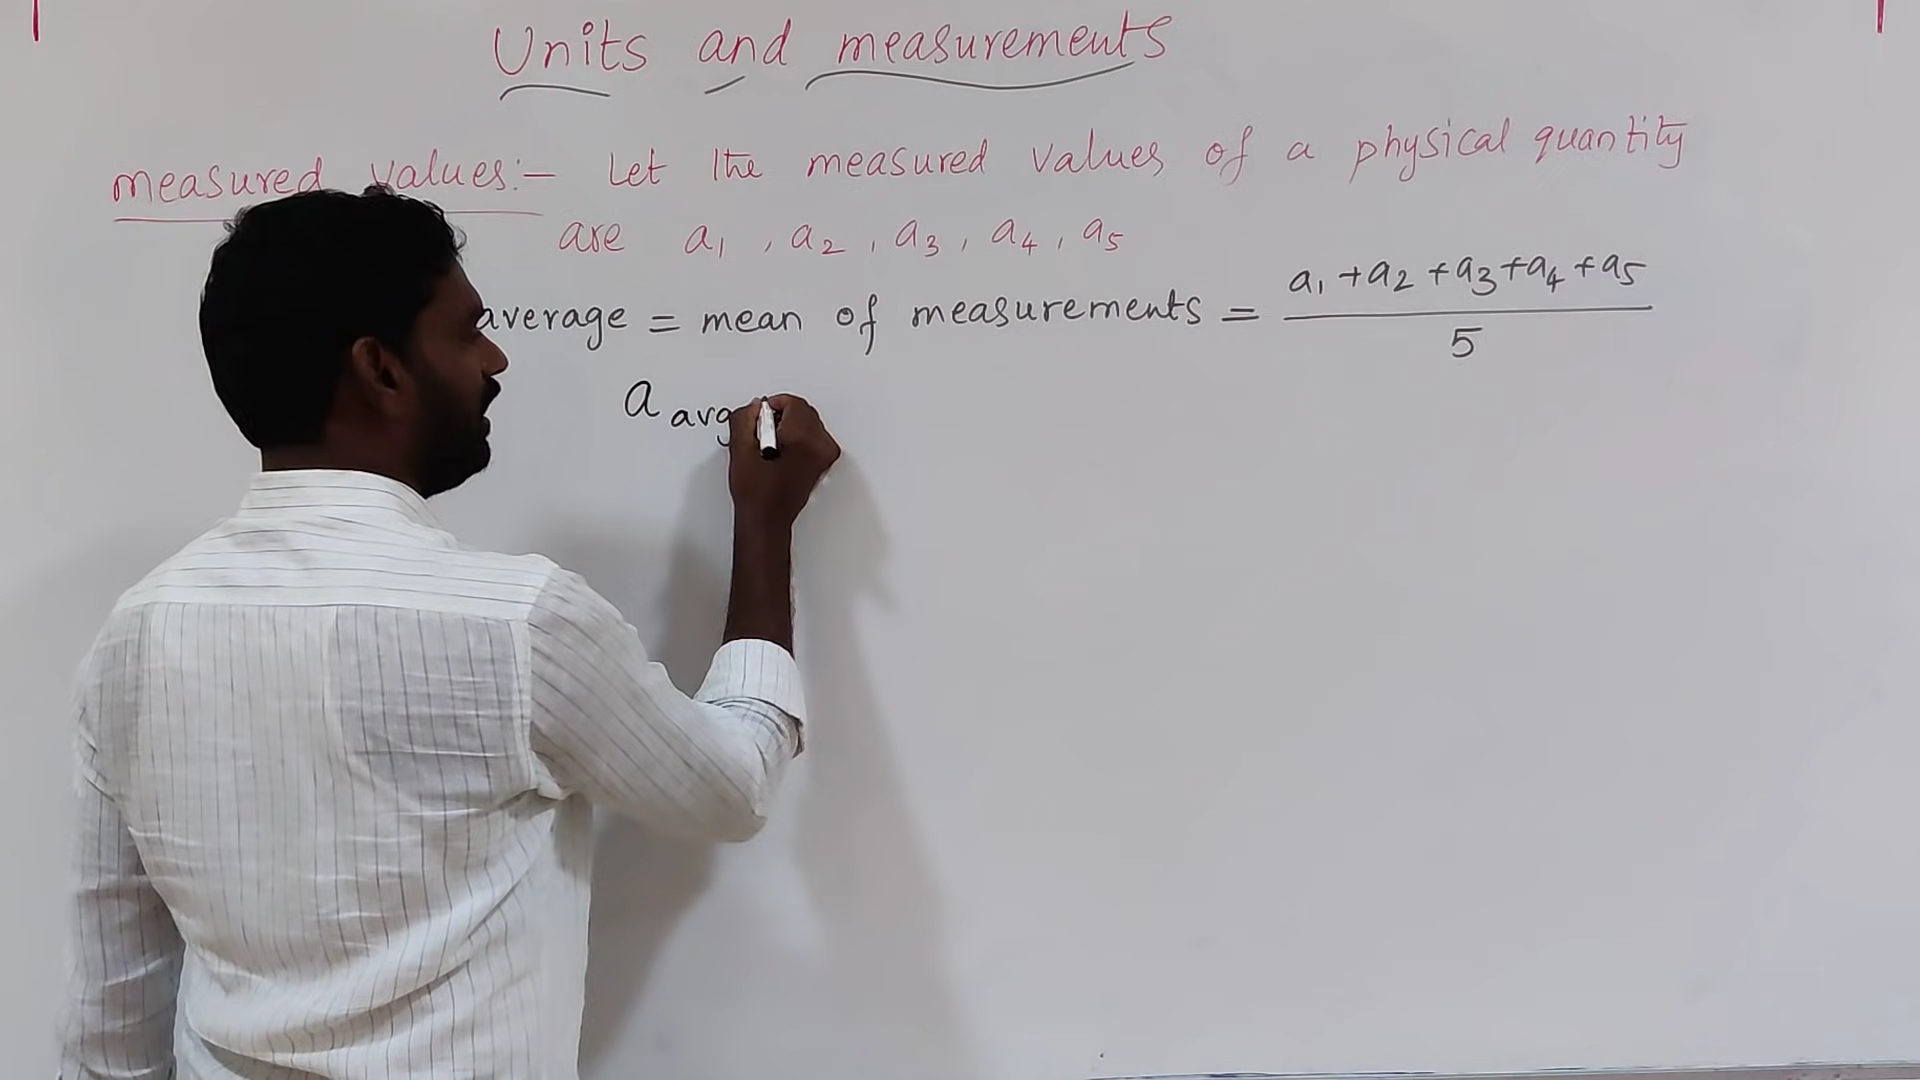 Units and measurements
measured values:- Let the measured values of a physical quantity
are a₁, a₂, a₃, a₄, a₅
average = mean of measurements = (a₁ + a₂ + a₃ + a₄ + a₅) / 5
a avg